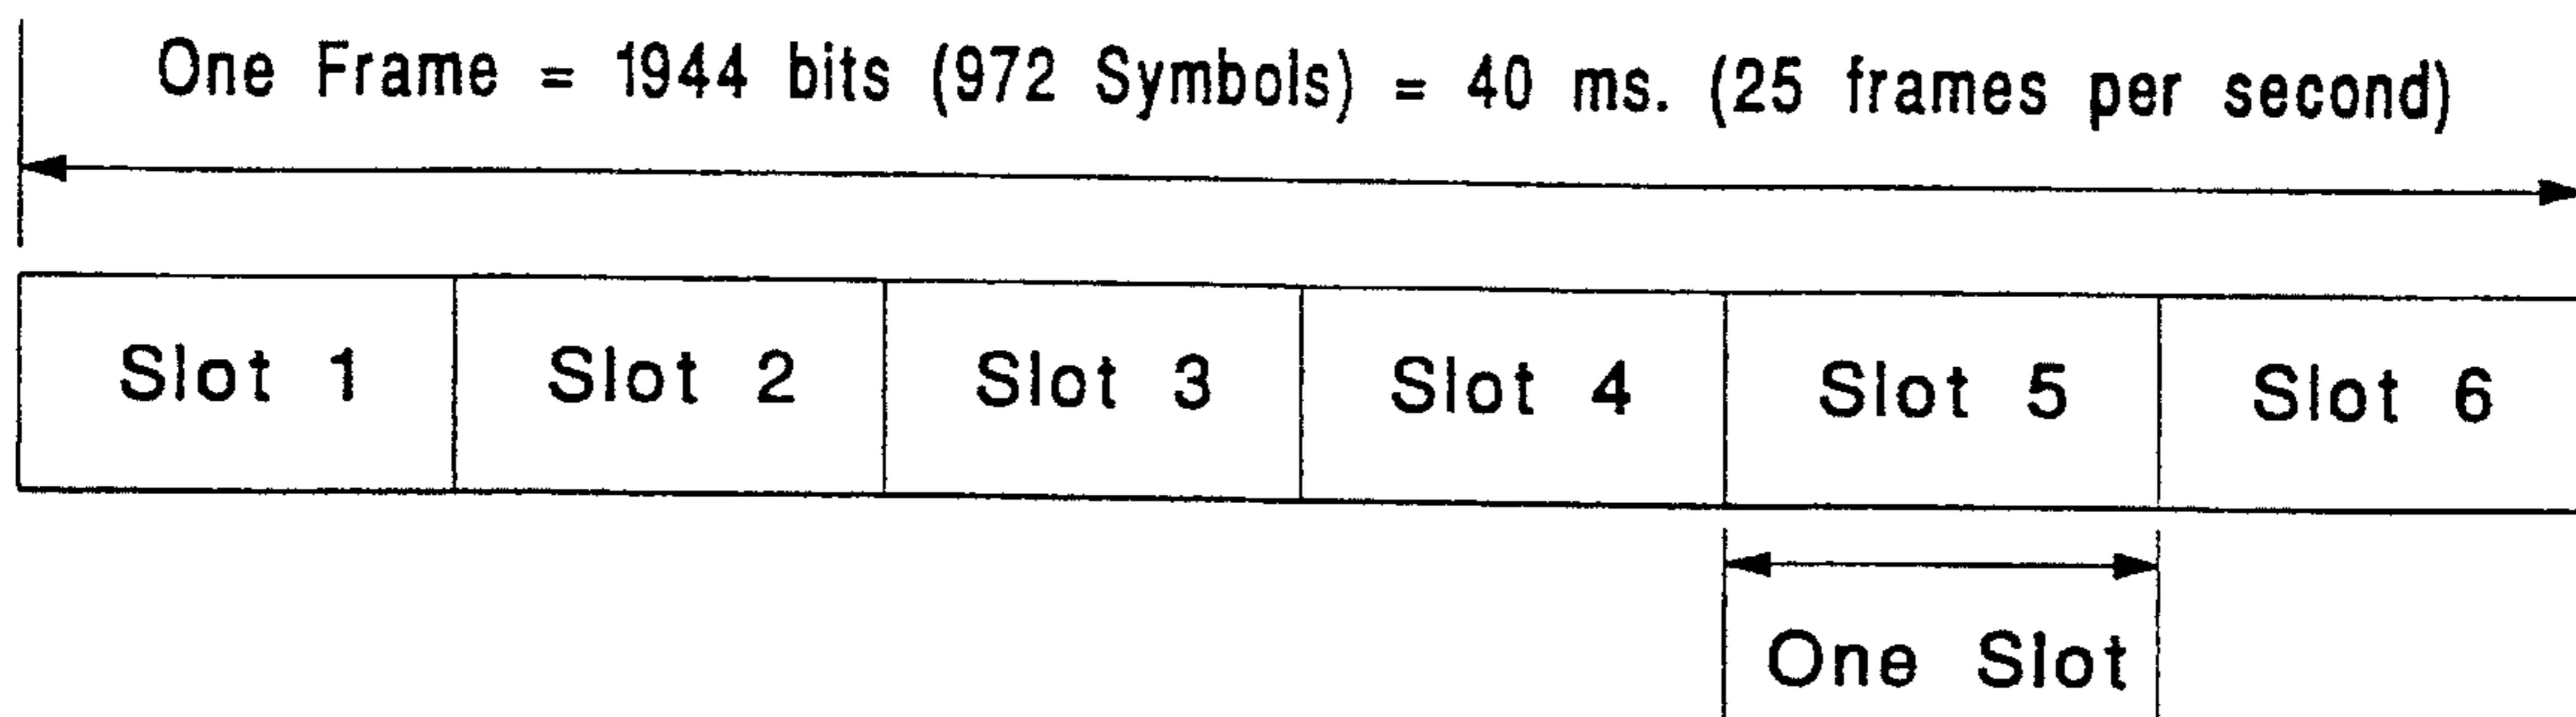 One Frame = 1944 bits (972 Symbols) = 40 ms. (25 frames per second)
Slot 1 Slot 2 Slot 3 Slot 4 Slot 5 Slot 6
One Slot